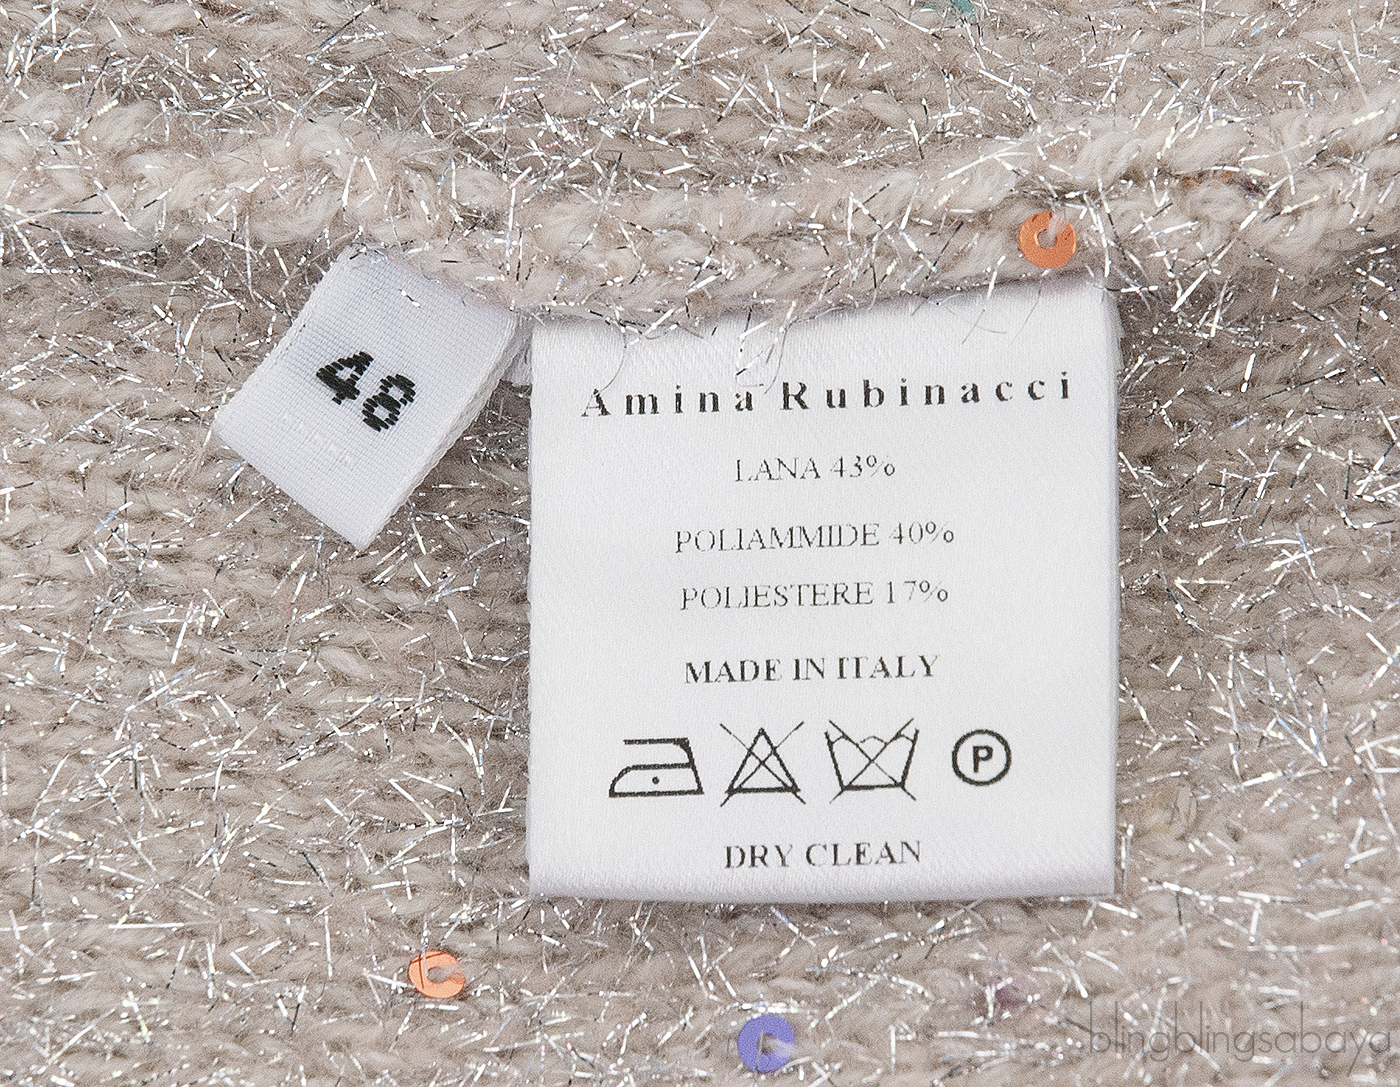 48
Amina Rubinacci
LANA 43%
POLIAMMIDE 40%
POLIESTERE 17%
MADE IN ITALY
P
DRY CLEAN
blingblingsabaya